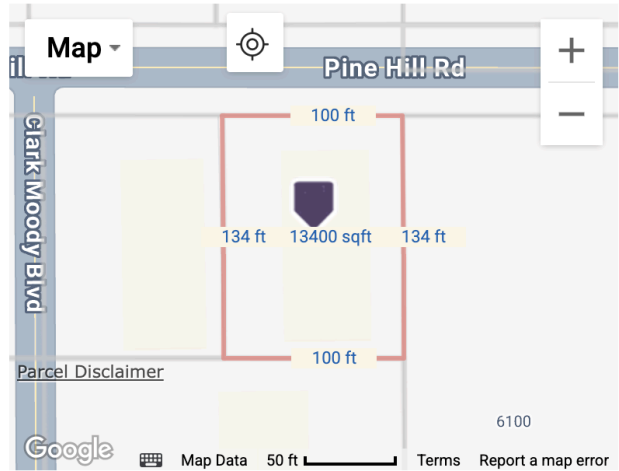 Map
Pine Hill Rd
Clark Moody Blvd
100 ft
134 ft
13400 sqft
134 ft
100 ft
Parcel Disclaimer
6100
Google
Map Data
50 ft
Terms
Report a map error